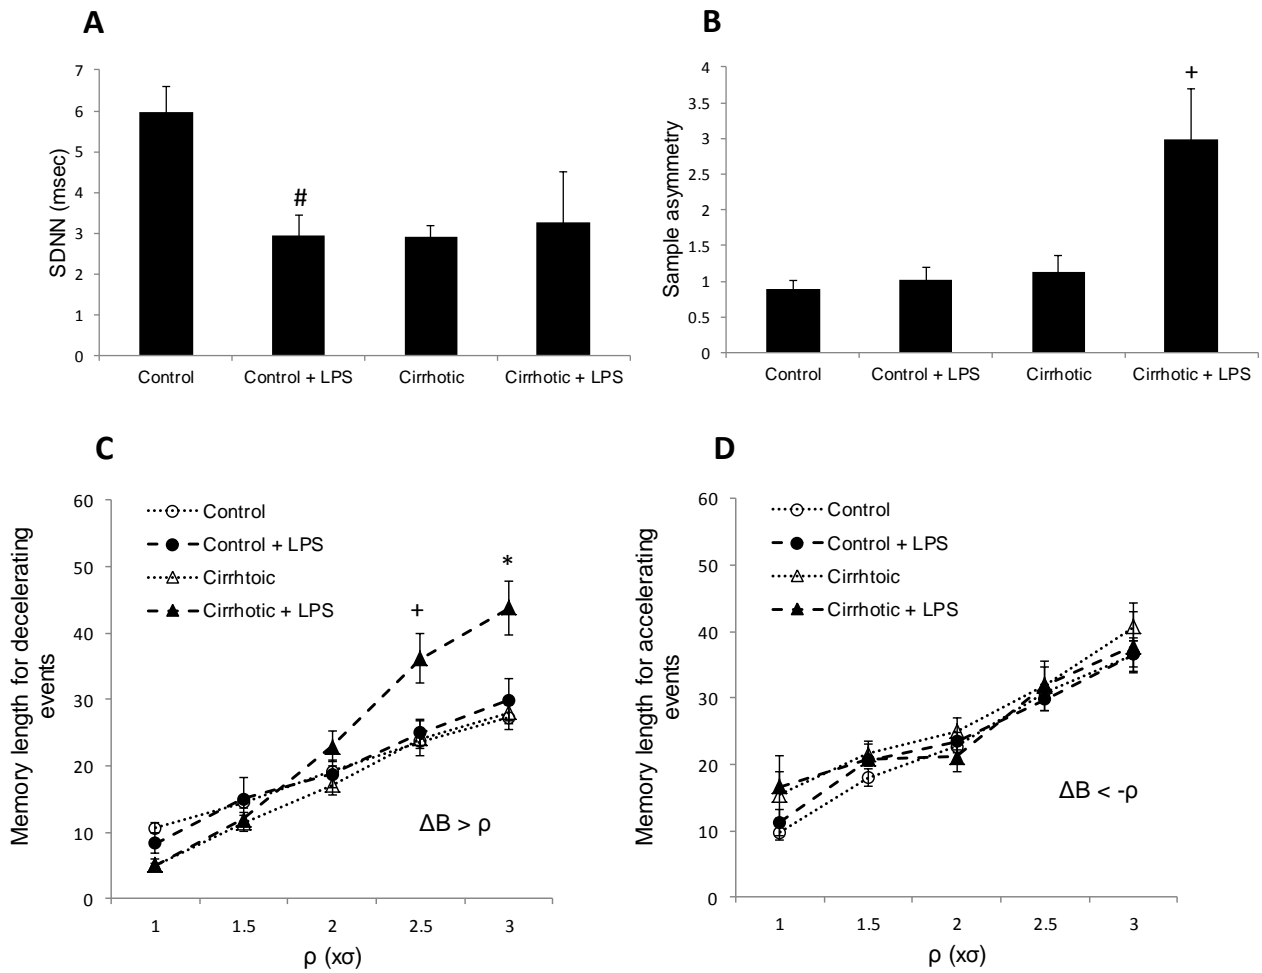 A
7
6
5
4
3
2
1
0
SDNN (msec)
#
Control
Control + LPS
Cirrhotic
Cirrhotic + LPS
B
4
3.5
3
2.5
2
1.5
1
0.5
0
Sample asymmetry
+
Control
Control + LPS
Cirrhotic
Cirrhotic + LPS
C
60
50
40
30
20
10
0
Memory length for decelerating
events
Control
Control + LPS
Cirrhtoic
Cirrhotic + LPS
+
*
ΔB > ρ
1
1.5
2
2.5
3
ρ (xσ)
D
60
50
40
30
20
10
0
Memory length for accelerating
events
Control
Control + LPS
Cirrhtoic
Cirrhotic + LPS
ΔB < -ρ
1
1.5
2
2.5
3
ρ (xσ)